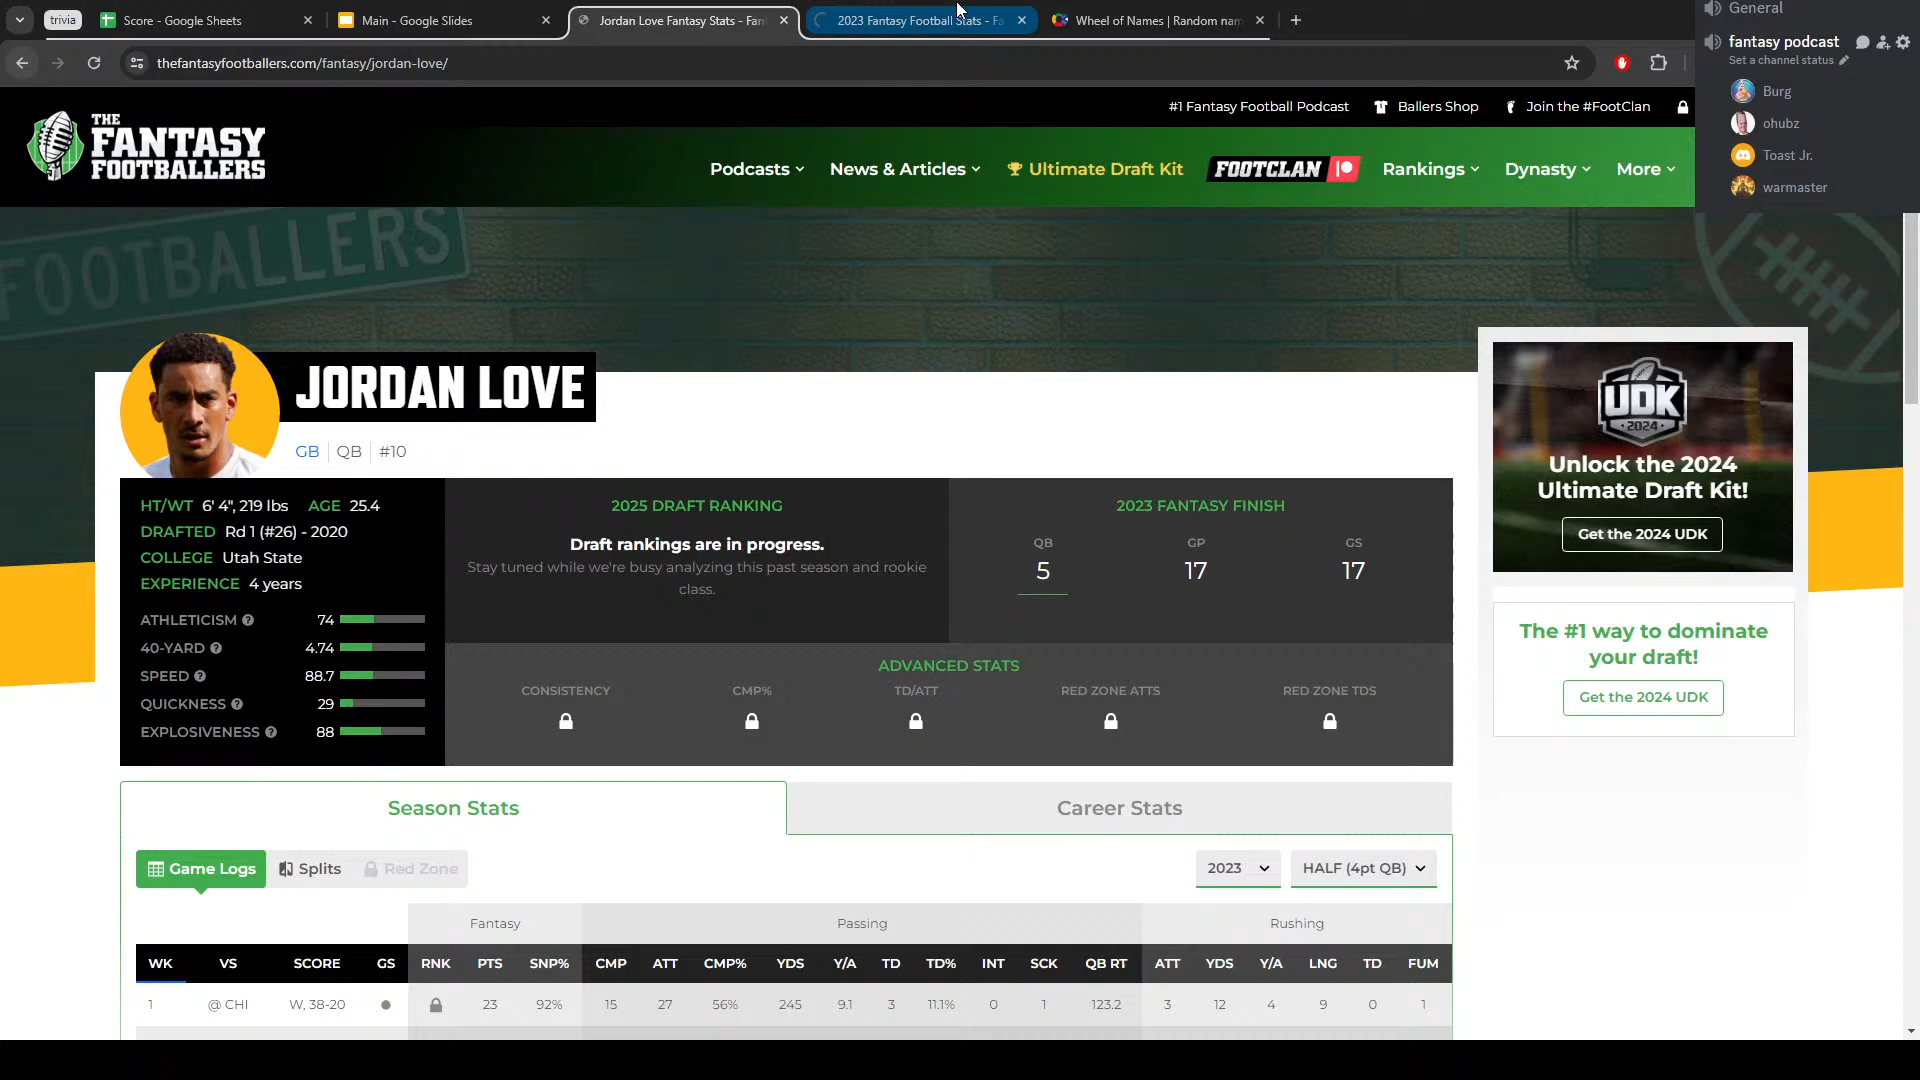 trivia
Score - Google Sheets
Main - Google Slides
Jordan Love Fantasy Stats - Fan
2023 Fantasy Football Stats - Fa
Wheel of Names | Random nam
thefantasyfootballers.com/fantasy/jordan-love/
General
fantasy podcast
Set a channel status
Burg
ohubz
Toast Jr.
warmaster
#1 Fantasy Football Podcast
Ballers Shop
Join the #FootClan
THE
FANTASY
FOOTBALLERS
Podcasts
News & Articles
Ultimate Draft Kit
FOOTCLAN
Rankings
Dynasty
More
FOOTBALLERS
JORDAN LOVE
GB QB #10
HT/WT 6' 4", 219 lbs AGE 25.4
DRAFTED Rd 1 (#26) - 2020
COLLEGE Utah State
EXPERIENCE 4 years
ATHLETICISM 74
40-YARD 4.74
SPEED 88.7
QUICKNESS 29
EXPLOSIVENESS 88
2025 DRAFT RANKING
Draft rankings are in progress.
Stay tuned while we're busy analyzing this past season and rookie
class.
2023 FANTASY FINISH
QB GP GS
5 17 17
ADVANCED STATS
CONSISTENCY CMP% TD/ATT RED ZONE ATTS RED ZONE TDS
UDK
2024
Unlock the 2024
Ultimate Draft Kit!
Get the 2024 UDK
The #1 way to dominate
your draft!
Get the 2024 UDK
Season Stats
Career Stats
Game Logs
Splits
Red Zone
2023
HALF (4pt QB)
Fantasy Passing Rushing
WK VS SCORE GS RNK PTS SNP% CMP ATT CMP% YDS Y/A TD TD% INT SCK QB RT ATT YDS Y/A LNG TD FUM
1 @ CHI W, 38-20 23 92% 15 27 56% 245 9.1 3 11.1% 0 1 123.2 3 12 4 9 0 1